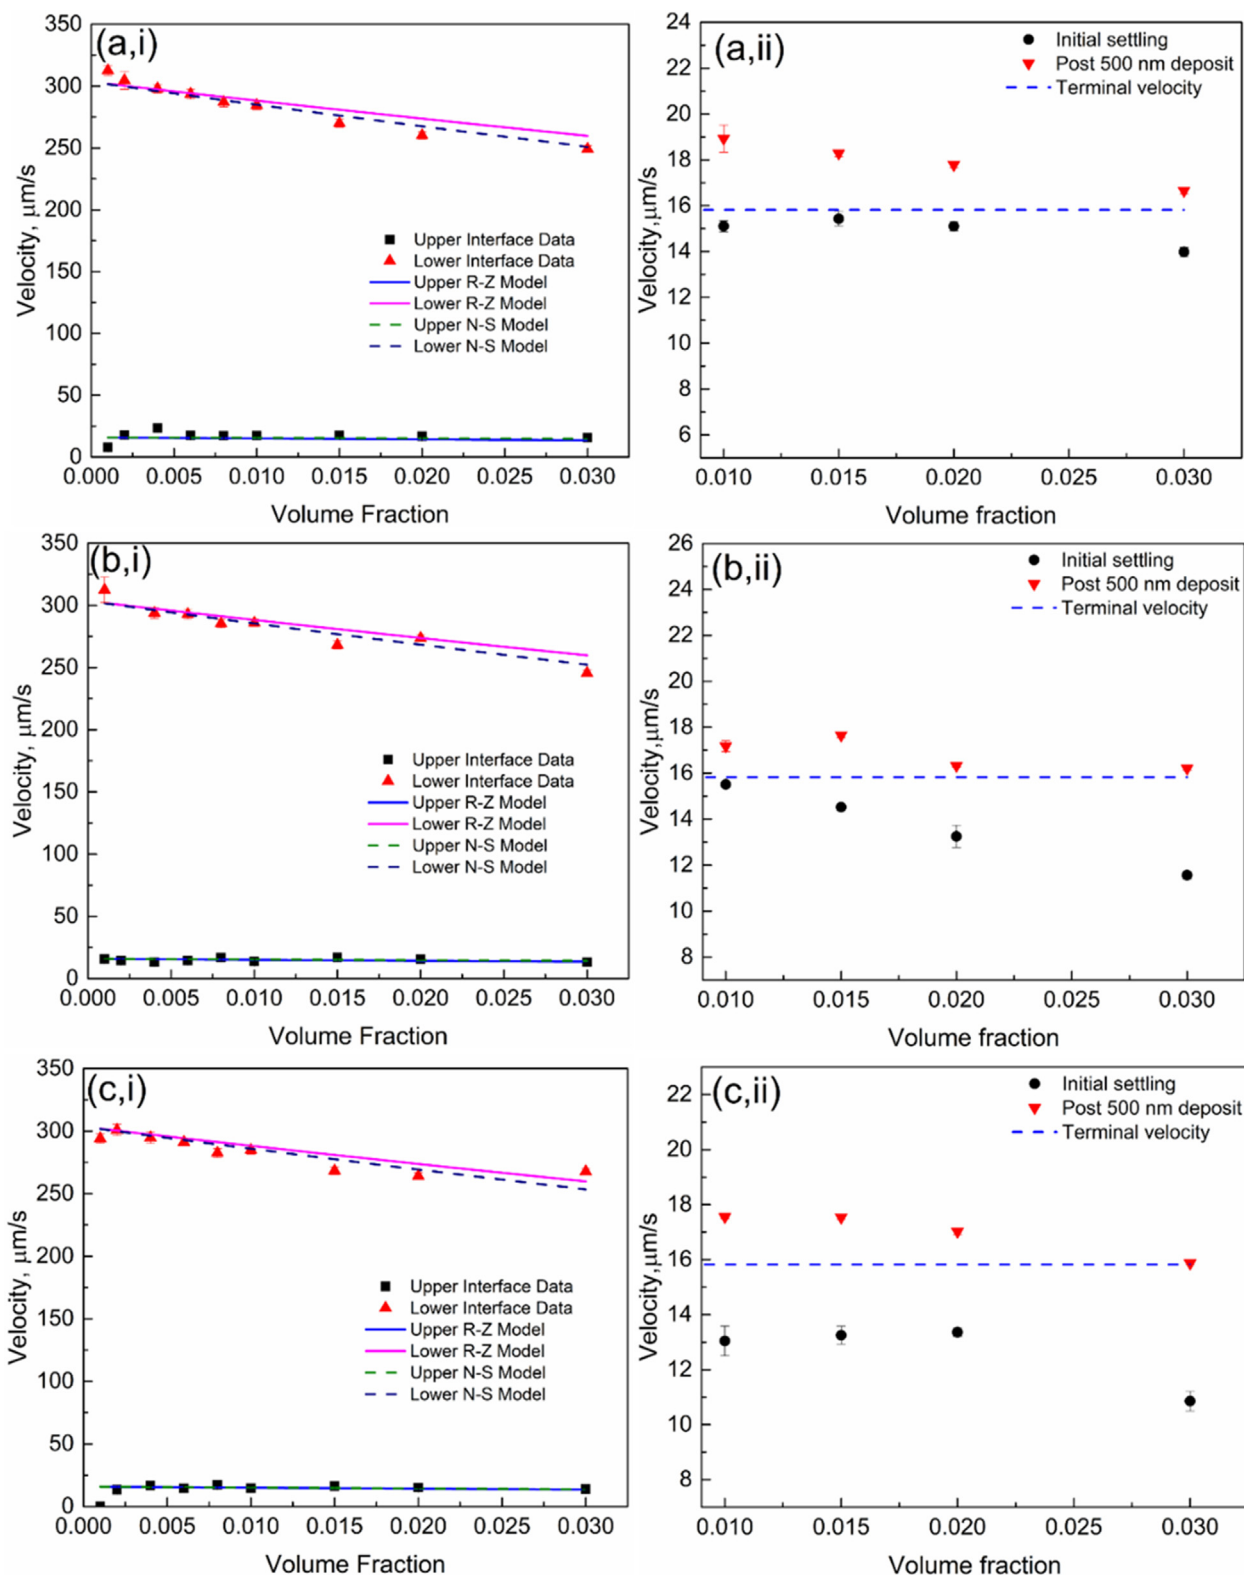 (a,i)
350
300
250
200
150
100
50
0
Velocity, μm/s
Upper Interface Data
Lower Interface Data
Upper R-Z Model
Lower R-Z Model
Upper N-S Model
Lower N-S Model
0.000 0.005 0.010 0.015 0.020 0.025 0.030
Volume Fraction
(a,ii)
24
22
20
18
16
14
12
10
8
6
Velocity,μm/s
Initial settling
Post 500 nm deposit
Terminal velocity
0.010 0.015 0.020 0.025 0.030
Volume fraction
(b,i)
350
300
250
200
150
100
50
0
Velocity, μm/s
Upper Interface Data
Lower Interface Data
Upper R-Z Model
Lower R-Z Model
Upper N-S Model
Lower N-S Model
0.000 0.005 0.010 0.015 0.020 0.025 0.030
Volume Fraction
(b,ii)
26
24
22
20
18
16
14
12
10
8
Velocity,μm/s
Initial settling
Post 500 nm deposit
Terminal velocity
0.010 0.015 0.020 0.025 0.030
Volume fraction
(c,i)
350
300
250
200
150
100
50
0
Velocity, μm/s
Upper Interface Data
Lower Interface Data
Upper R-Z Model
Lower R-Z Model
Upper N-S Model
Lower N-S Model
0.000 0.005 0.010 0.015 0.020 0.025 0.030
Volume Fraction
(c,ii)
22
20
18
16
14
12
10
8
Velocity,μm/s
Initial settling
Post 500 nm deposit
Terminal velocity
0.010 0.015 0.020 0.025 0.030
Volume fraction